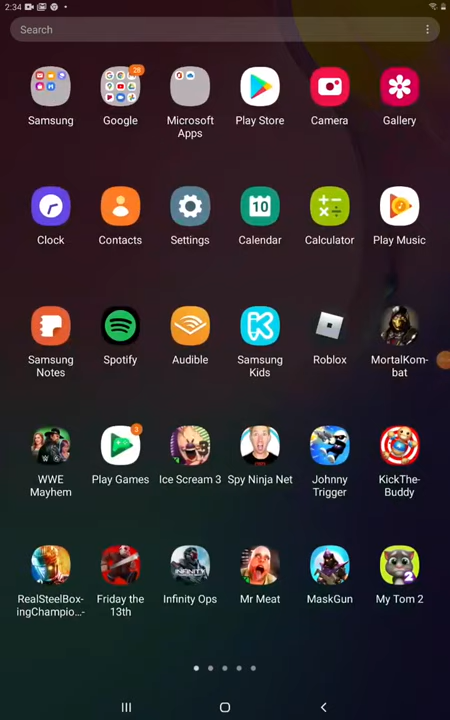 2:34
Search
28
Samsung
Google
Microsoft
Apps
Play Store
Camera
Gallery
10
Clock
Contacts
Settings
Calendar
Calculator
Play Music
Samsung
Notes
Spotify
Audible
Samsung
Kids
Roblox
MortalKom-
bat
WWE
Mayhem
Play Games
Ice Scream 3
Spy Ninja Net
Johnny
Trigger
KickThe-
Buddy
RealSteelBox-
ingChampio...-
Friday the
13th
Infinity Ops
Mr Meat
MaskGun
My Tom 2